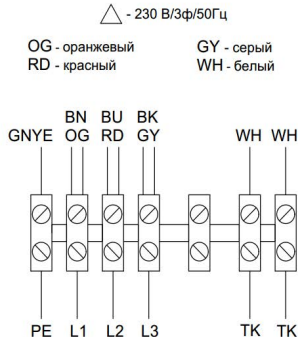 - 230 В/3ф/50Гц
OG - оранжевый GY - серый
RD - красный WH - белый
BN BU BK
GNYE OG RD GY WH WH
PE L1 L2 L3 TK TK